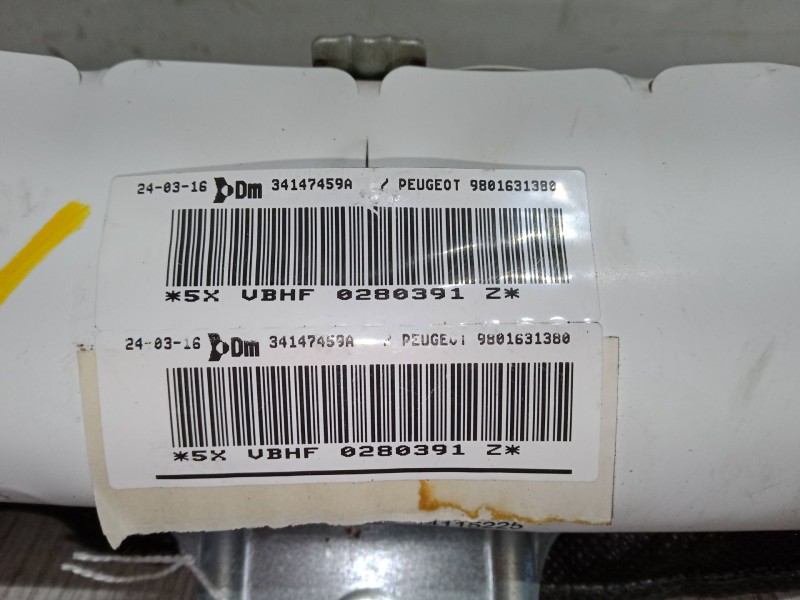 24-03-16 Dm 34147459A / PEUGEOT 9801631380
*5X VBHF 0280391 Z*
24-03-16 Dm 34147459A / PEUGEOT 9801631380
*5X VBHF 0280391 Z*